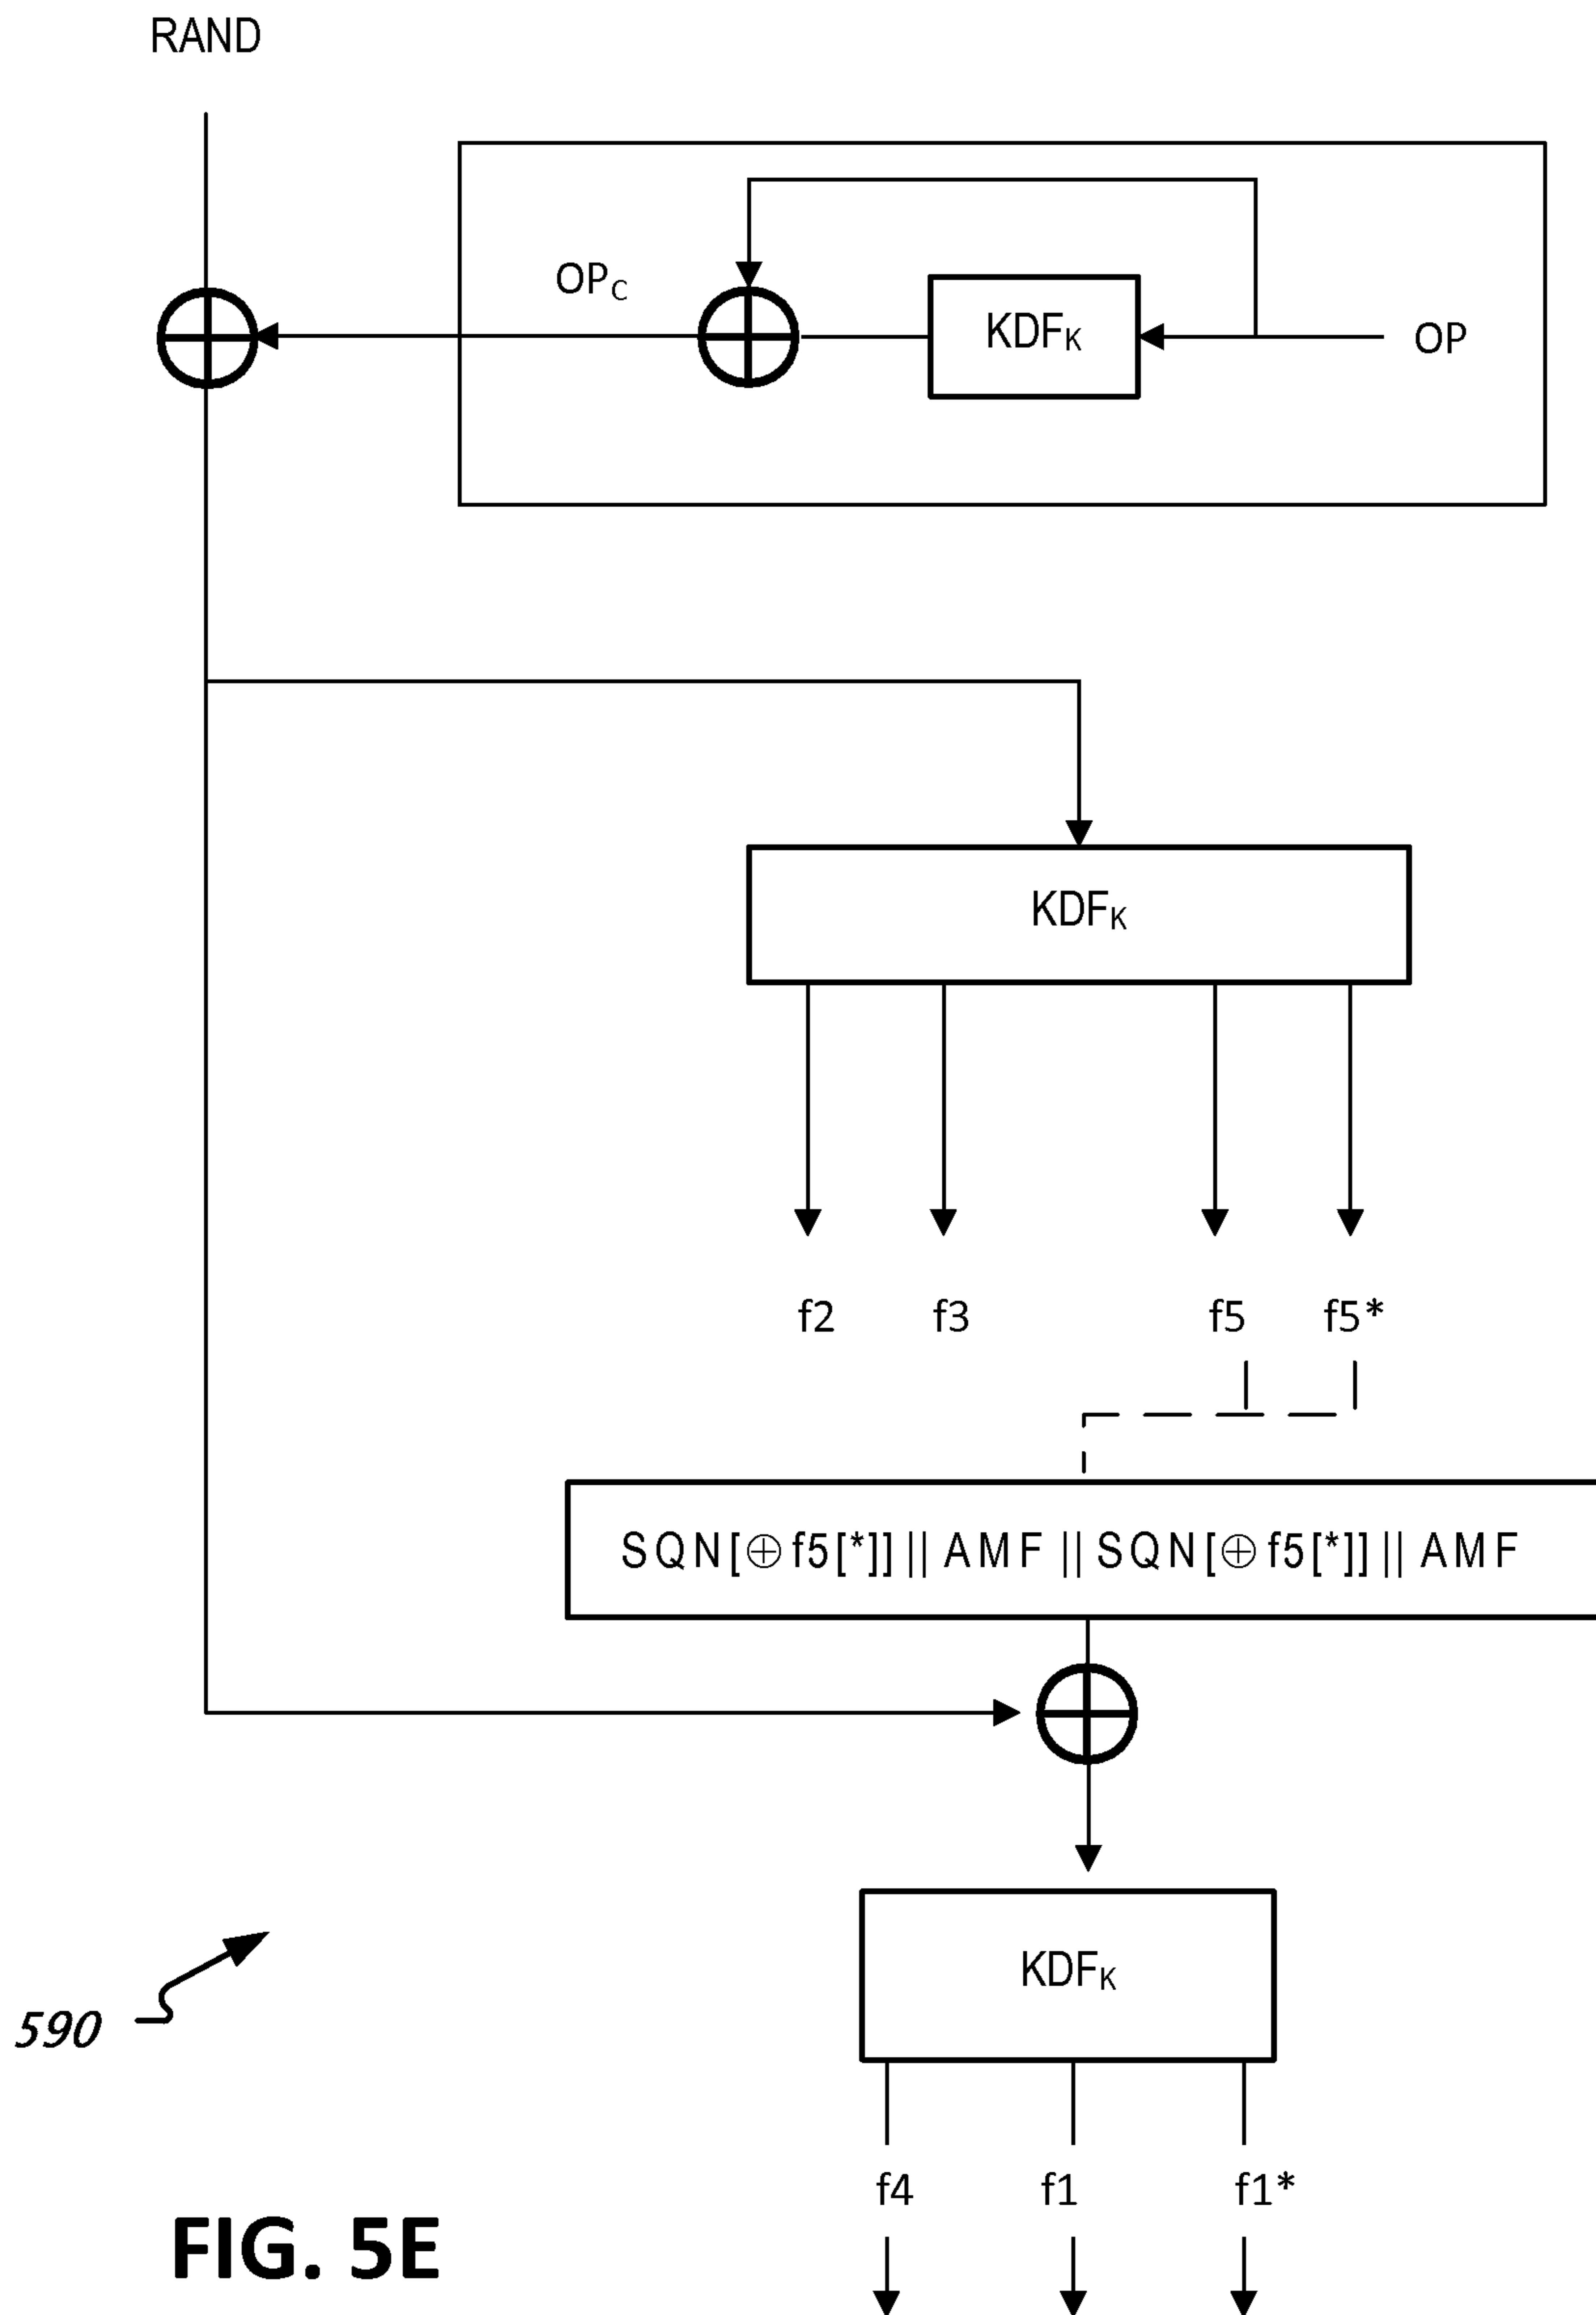 RAND
OPC
KDFK
OP
KDFK
f2 f3 f5 f5*
SQN[⊕f5[*]]||AMF||SQN[⊕f5[*]]||AMF
KDFK
590
f4 f1 f1*
FIG. 5E